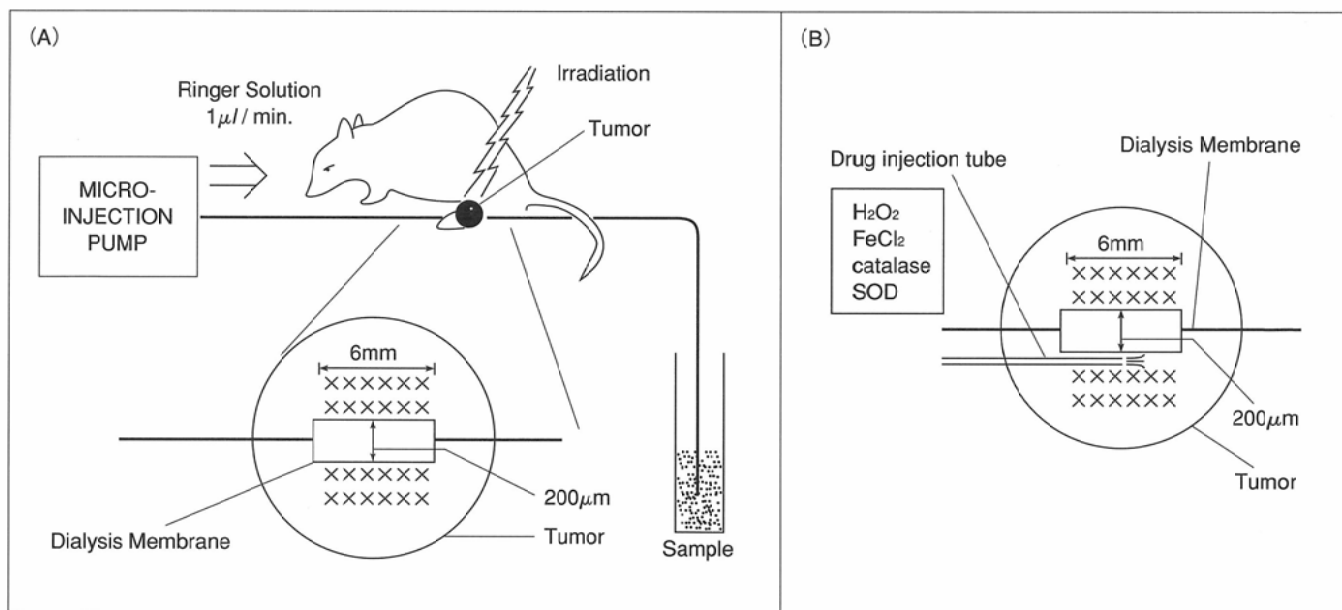 (A)
Ringer Solution
1μl / min.
Irradiation
Tumor
MICRO-
INJECTION
PUMP
6mm
200μm
Dialysis Membrane
Tumor
Sample
(B)
Drug injection tube
Dialysis Membrane
H₂O₂
FeCl₂
catalase
SOD
6mm
200μm
Tumor